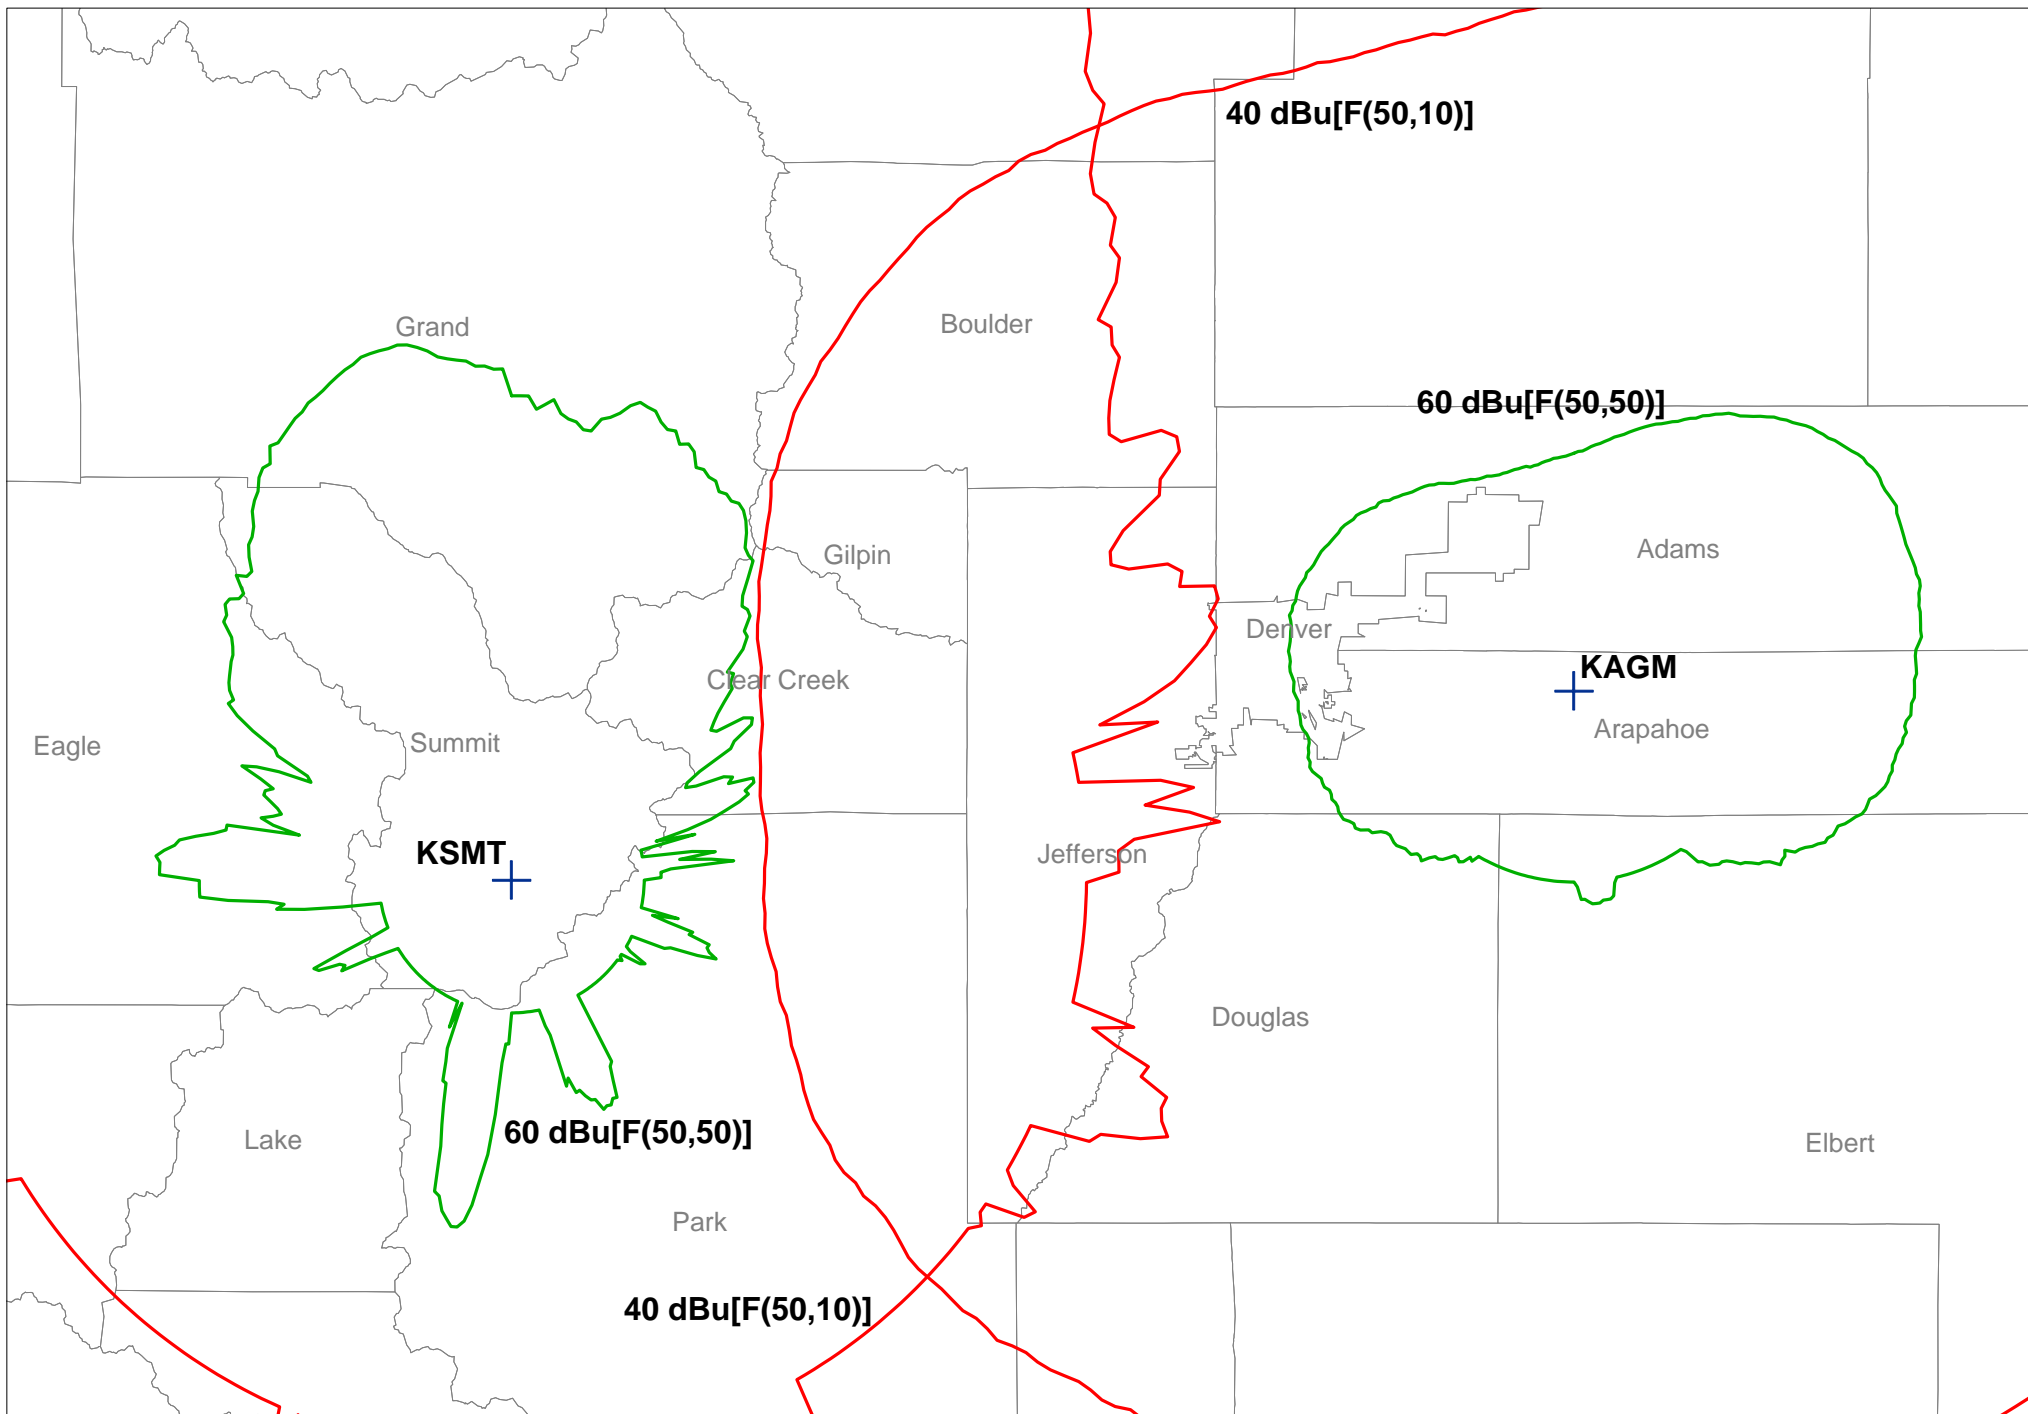 40 dBu[F(50,10)]
Grand
Boulder
60 dBu[F(50,50)]
Gilpin
Adams
Denver
KAGM
Clear Creek
Eagle
Summit
Arapahoe
KSMT
Jefferson
Douglas
60 dBu[F(50,50)]
Lake
Elbert
Park
40 dBu[F(50,10)]